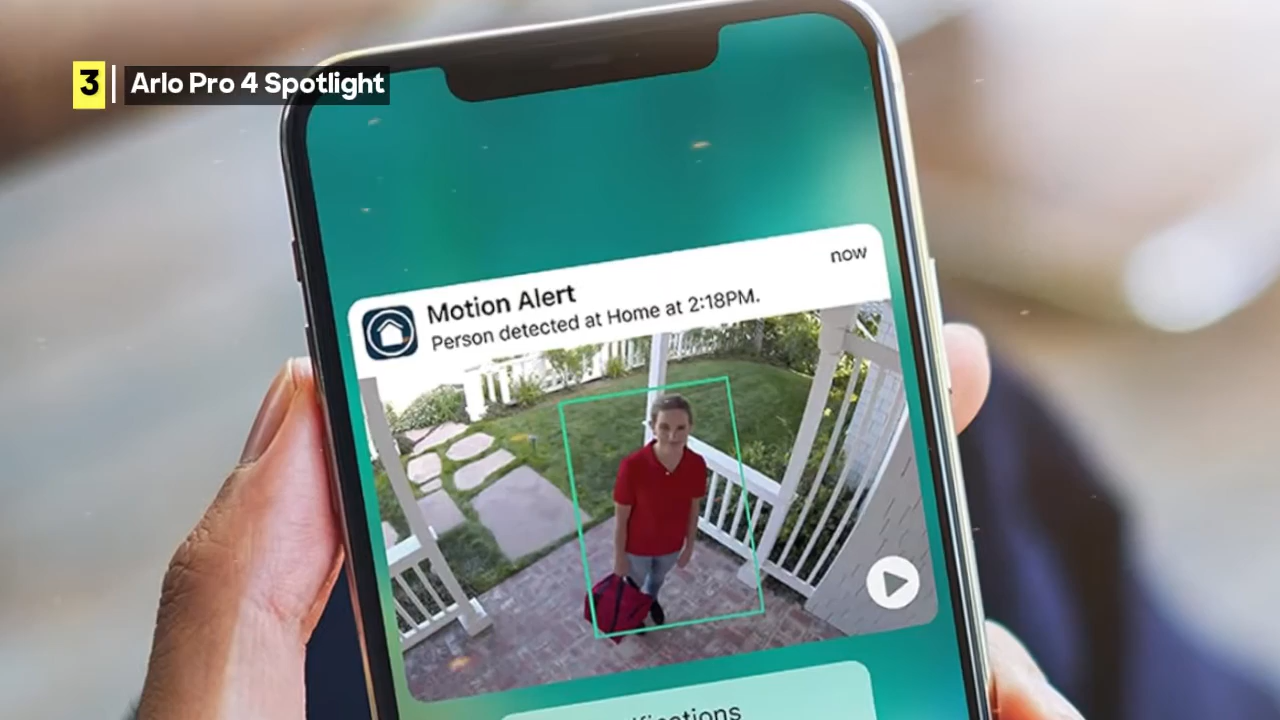 3
Arlo Pro 4 Spotlight
now
Motion Alert
Person detected at Home at 2:18PM.